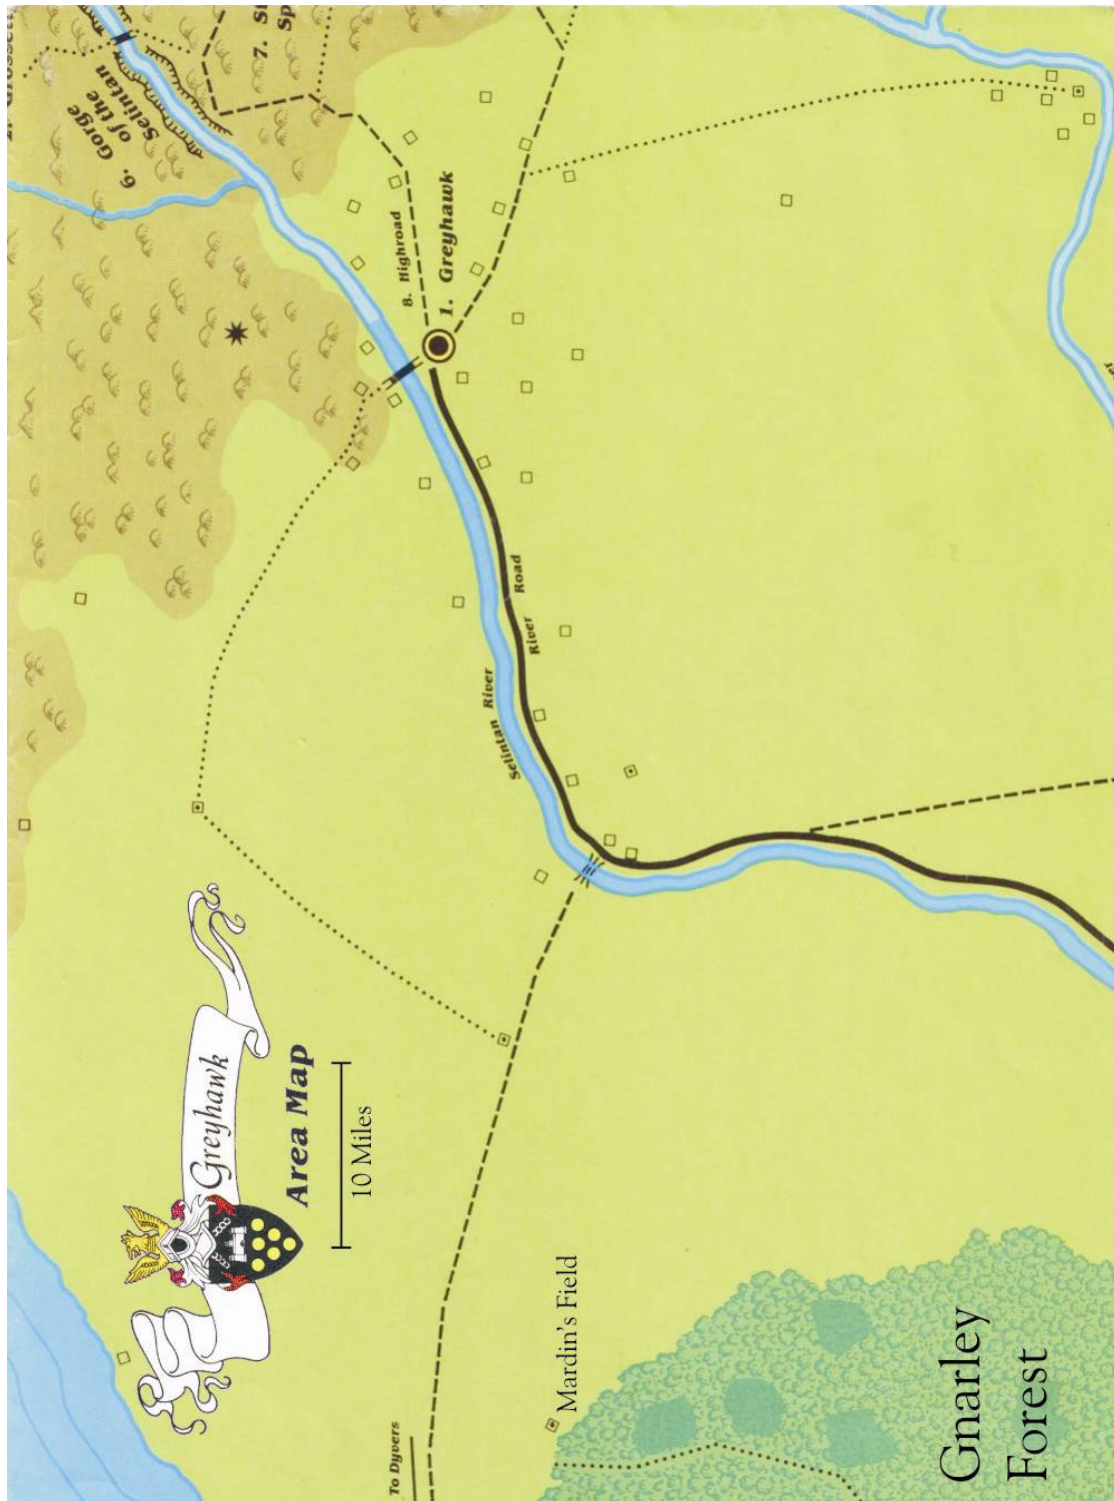 6. Gorge
of the
Selintan
7.
8. Highroad
1. Greyhawk
River Road
Selintan River
Greyhawk
Area Map
10 Miles
To Dyvers
Mardin's Field
Gnarley
Forest